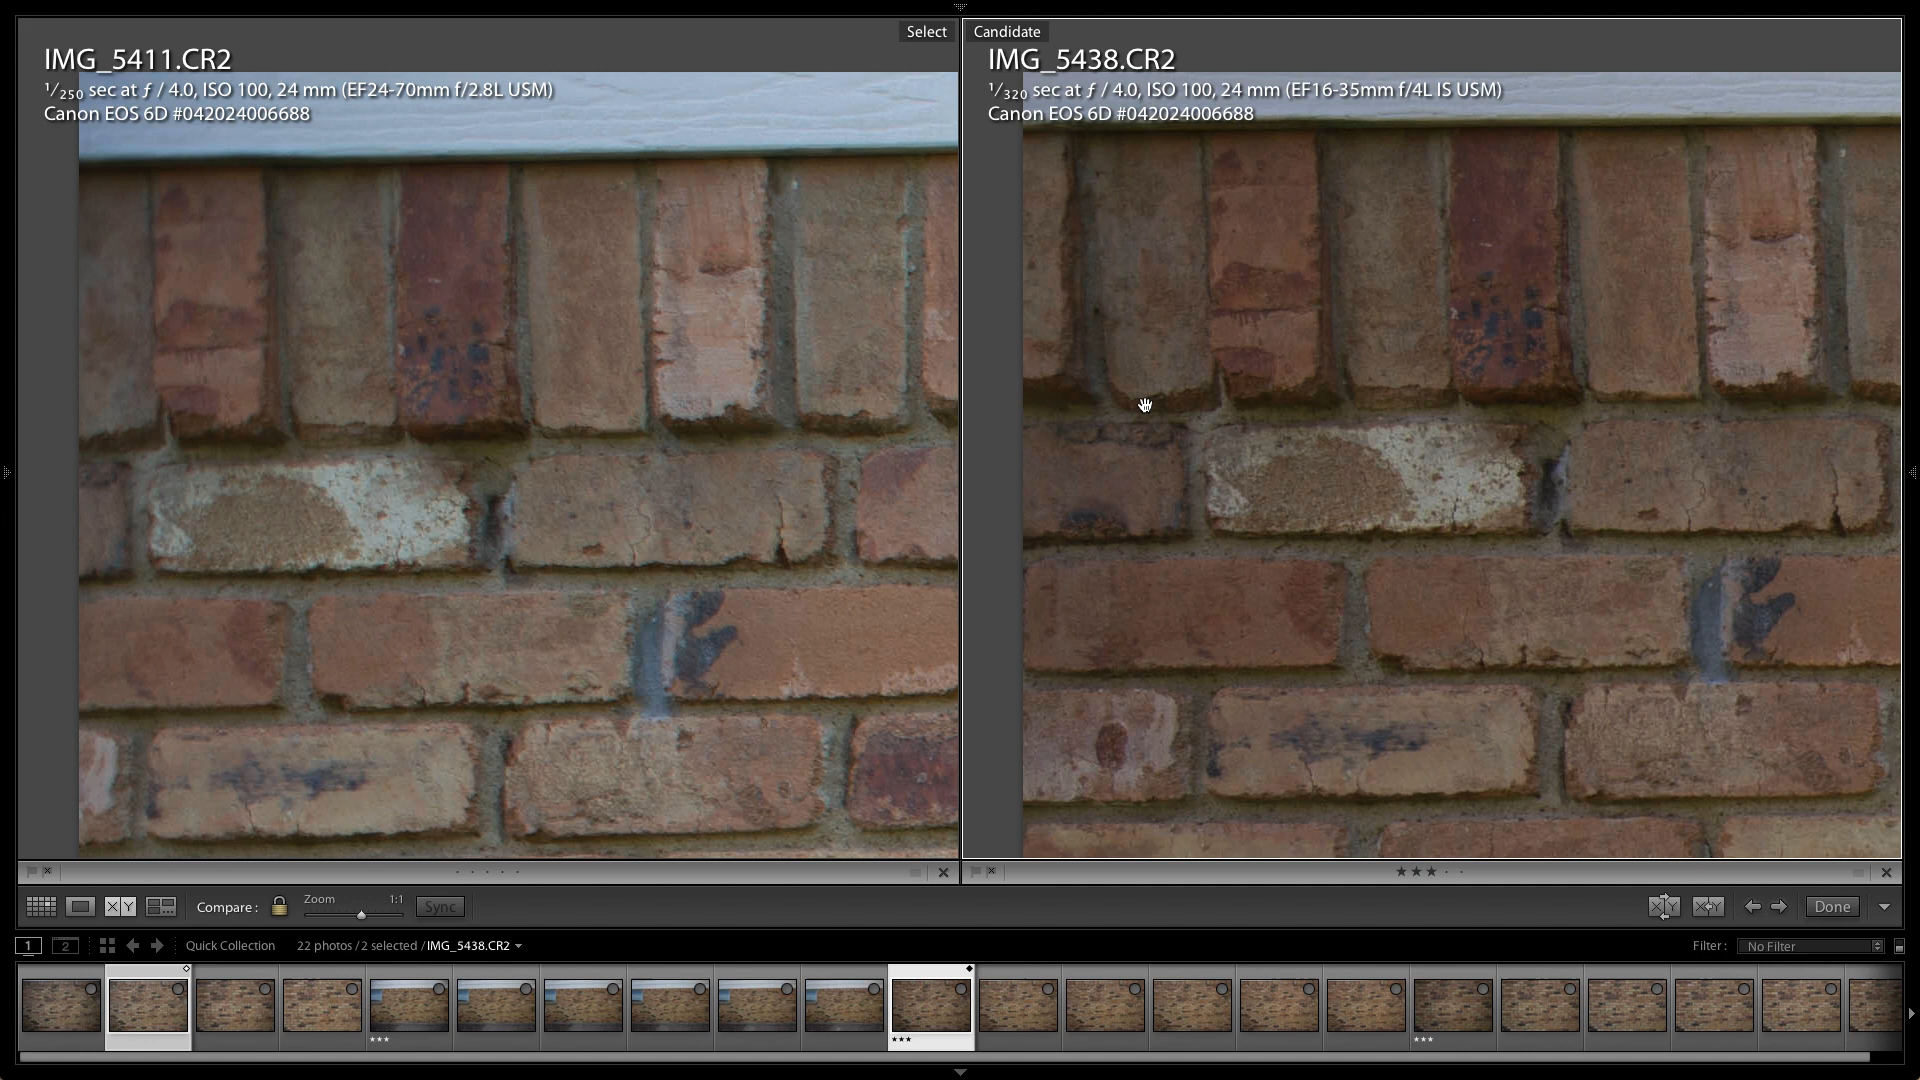 Select
Candidate
IMG_5411.CR2
IMG_5438.CR2
1/250 sec at ƒ / 4.0, ISO 100, 24 mm (EF24-70mm f/2.8L USM)
1/320 sec at ƒ / 4.0, ISO 100, 24 mm (EF16-35mm f/4L IS USM)
Canon EOS 6D #042024006688
Canon EOS 6D #042024006688
X Y Compare : Zoom 1:1 Sync
X Y X Y Done
1 2 Quick Collection 22 photos / 2 selected / IMG_5438.CR2 Filter : No Filter